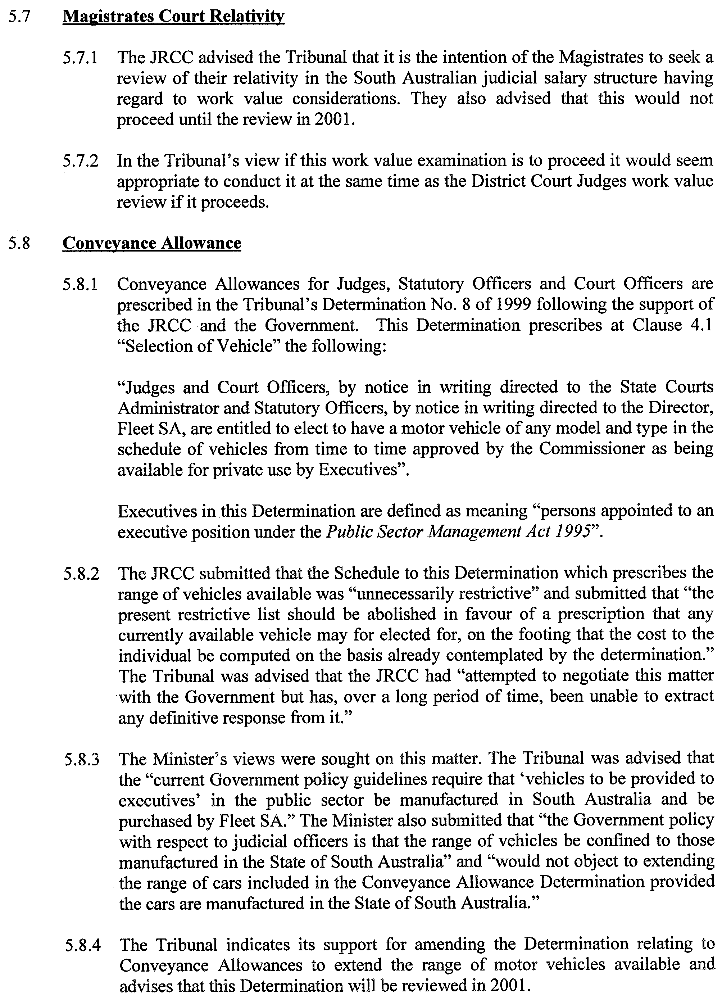 5.7 Magistrates Court Relativity
5.7.1 The JRCC advised the Tribunal that it is the intention of the Magistrates to seek a
review of their relativity in the South Australian judicial salary structure having
regard to work value considerations. They also advised that this would not
proceed until the review in 2001.
5.7.2 In the Tribunal's view if this work value examination is to proceed it would seem
appropriate to conduct it at the same time as the District Court Judges work value
review if it proceeds.
5.8 Conveyance Allowance
5.8.1 Conveyance Allowances for Judges, Statutory Officers and Court Officers are
prescribed in the Tribunal's Determination No. 8 of 1999 following the support of
the JRCC and the Government. This Determination prescribes at Clause 4.1
“Selection of Vehicle” the following:
“Judges and Court Officers, by notice in writing directed to the State Courts
Administrator and Statutory Officers, by notice in writing directed to the Director,
Fleet SA, are entitled to elect to have a motor vehicle of any model and type in the
schedule of vehicles from time to time approved by the Commissioner as being
available for private use by Executives”.
Executives in this Determination are defined as meaning “persons appointed to an
executive position under the Public Sector Management Act 1995”.
5.8.2 The JRCC submitted that the Schedule to this Determination which prescribes the
range of vehicles available was “unnecessarily restrictive” and submitted that “the
present restrictive list should be abolished in favour of a prescription that any
currently available vehicle may for elected for, on the footing that the cost to the
individual be computed on the basis already contemplated by the determination.”
The Tribunal was advised that the JRCC had “attempted to negotiate this matter
with the Government but has, over a long period of time, been unable to extract
any definitive response from it.”
5.8.3 The Minister's views were sought on this matter. The Tribunal was advised that
the “current Government policy guidelines require that ‘vehicles to be provided to
executives’ in the public sector be manufactured in South Australia and be
purchased by Fleet SA.” The Minister also submitted that “the Government policy
with respect to judicial officers is that the range of vehicles be confined to those
manufactured in the State of South Australia” and “would not object to extending
the range of cars included in the Conveyance Allowance Determination provided
the cars are manufactured in the State of South Australia.”
5.8.4 The Tribunal indicates its support for amending the Determination relating to
Conveyance Allowances to extend the range of motor vehicles available and
advises that this Determination will be reviewed in 2001.